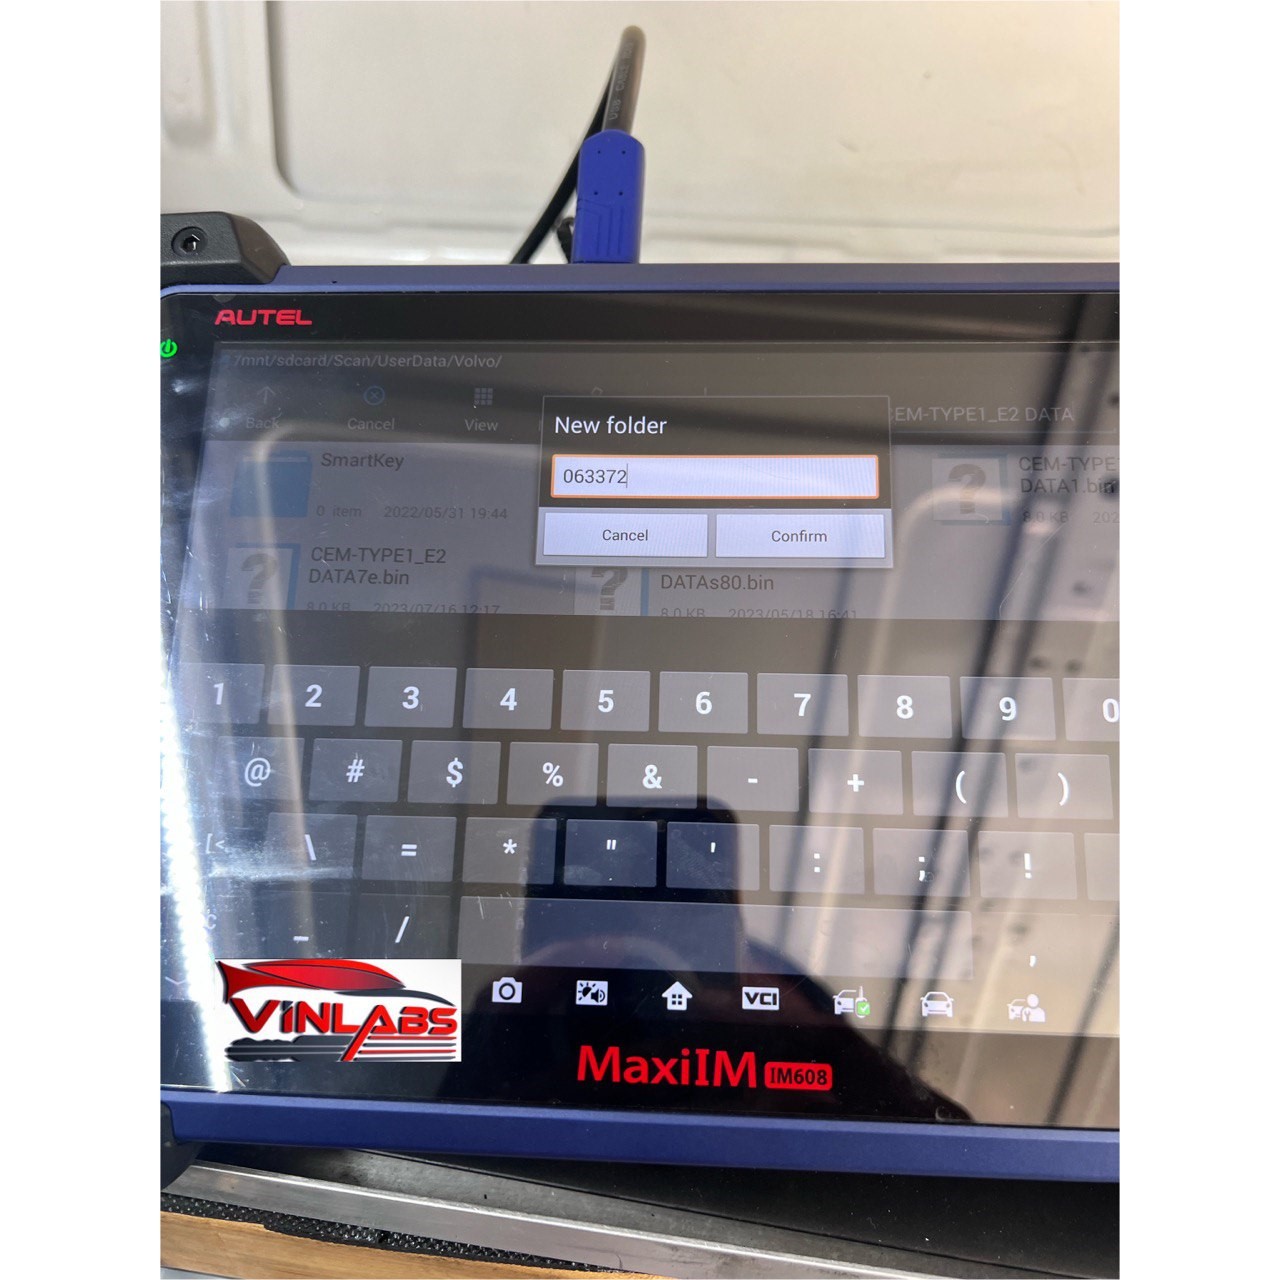 AUTEL
/mnt/sdcard/Scan/UserData/Volvo/
Back
Cancel
View
EM-TYPE1_E2 DATA
New folder
063372
Cancel
Confirm
SmartKey
0 item 2022/05/31 19:44
CEM-TYPE
DATA1.bin
8.0 KB 202
CEM-TYPE1_E2
DATA7e.bin
8.0 KB 2023/07/16 12:17
DATAs80.bin
8.0 KB 2023/05/18 16:41
1 2 3 4 5 6 7 8 9 0
@ # $ % & - + ( )
[< \ = * " ' : ; !
_ / ,
VINLABS
VCI
MaxiIM IM608